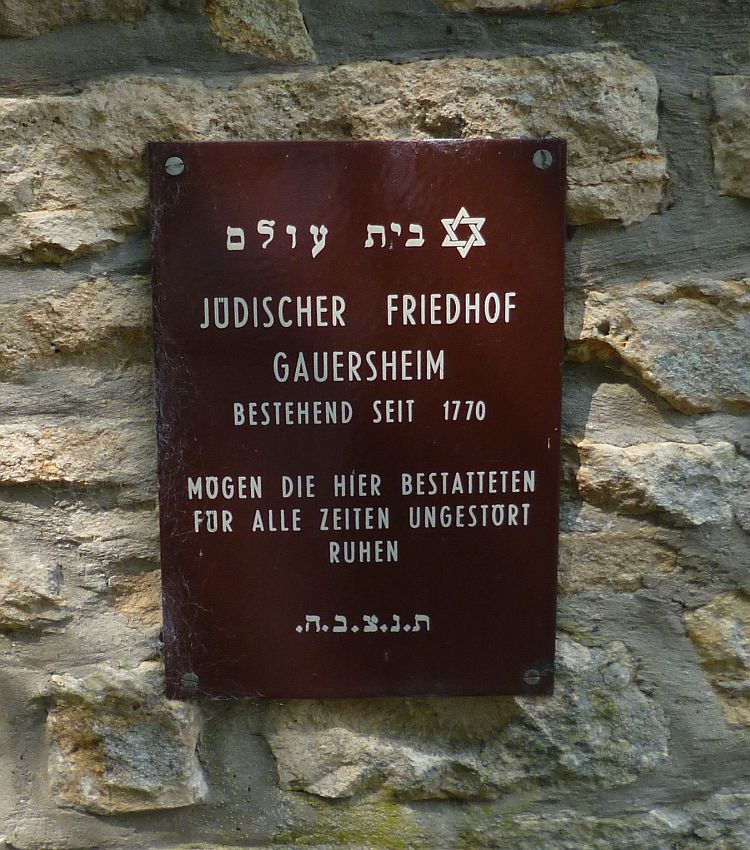 בית עולם
JÜDISCHER FRIEDHOF
GAUERSHEIM
BESTEHEND SEIT 1770
MÖGEN DIE HIER BESTATTETEN
FÜR ALLE ZEITEN UNGESTÖRT
RUHEN
ת.נ.צ.ב.ה.